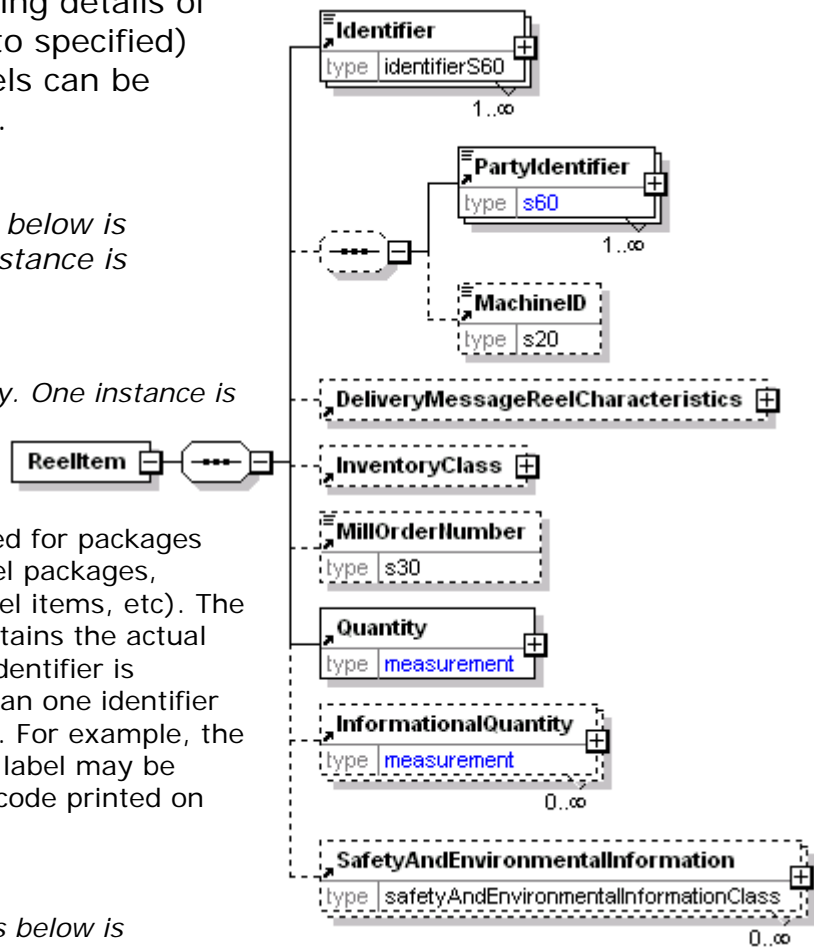 ing details of
to specified)
els can be
.
below is
stance is
y. One instance is
ed for packages
el packages,
el items, etc). The
tains the actual
dentifier is
an one identifier
. For example, the
label may be
code printed on
s below is
ReelItem
Identifier
type identifierS60
1..∞
PartyIdentifier
type s60
1..∞
MachineID
type s20
DeliveryMessageReelCharacteristics
InventoryClass
MillOrderNumber
type s30
Quantity
type measurement
InformationalQuantity
type measurement
0..∞
SafetyAndEnvironmentalInformation
type safetyAndEnvironmentalInformationClass
0..∞